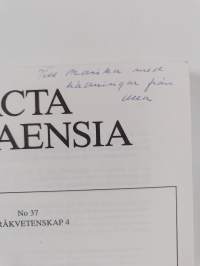 Till Marika med
hälsningar från
ACTA
AENSIA
No 37
RÅKVETENSKAP 4